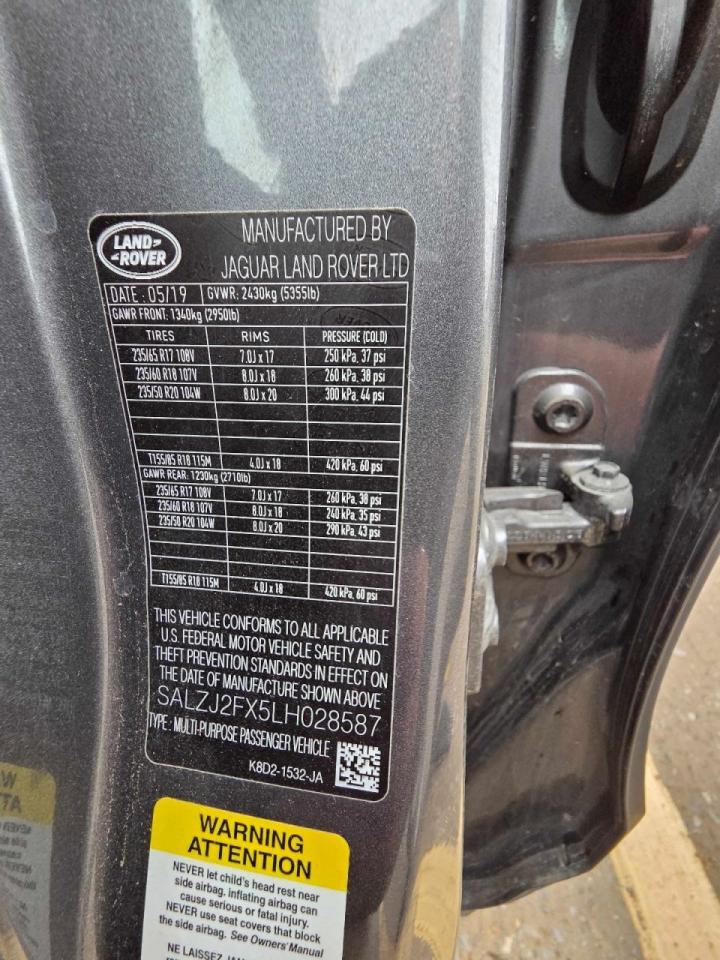 LAND ROVER
MANUFACTURED BY
JAGUAR LAND ROVER LTD
DATE : 05/19 GVWR: 2430kg (5355lb)
GAWR FRONT: 1340kg (2950lb)
TIRES RIMS PRESSURE (COLD)
235/65 R17 108V 7.0J x 17 250 kPa, 37 psi
235/60 R18 107V 8.0J x 18 260 kPa, 38 psi
235/50 R20 104W 8.0J x 20 300 kPa, 44 psi
T155/85 R18 115M 4.0J x 18 420 kPa, 60 psi
GAWR REAR: 1230kg (2710lb)
235/65 R17 108V 7.0J x 17 260 kPa, 38 psi
235/60 R18 107V 8.0J x 18 240 kPa, 35 psi
235/50 R20 104W 8.0J x 20 290 kPa, 43 psi
T155/85 R18 115M 4.0J x 18 420 kPa, 60 psi
THIS VEHICLE CONFORMS TO ALL APPLICABLE
U.S. FEDERAL MOTOR VEHICLE SAFETY AND
THEFT PREVENTION STANDARDS IN EFFECT ON
THE DATE OF MANUFACTURE SHOWN ABOVE
SALZJ2FX5LH028587
TYPE : MULTI-PURPOSE PASSENGER VEHICLE
K8D2-1532-JA
WARNING
ATTENTION
NEVER let child's head rest near
side airbag. inflating airbag can
cause serious or fatal injury.
NEVER use seat covers that block
the side airbag. See Owners' Manual
NE LAISSEZ